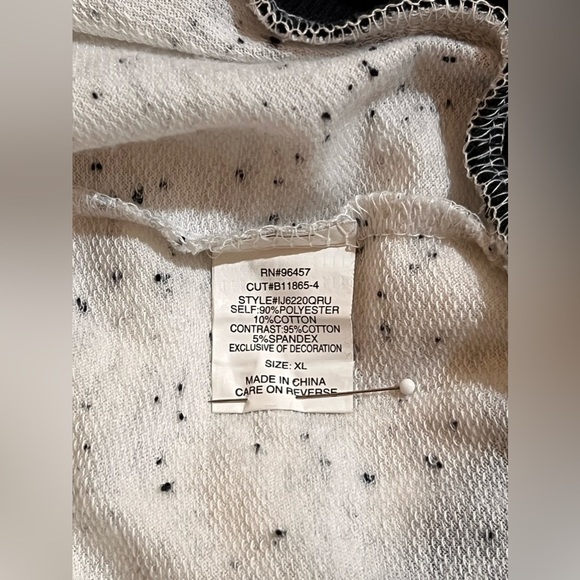 RN#96457
CUT#B11865-4
STYLE#IJ6220QRU
SELF:90%POLYESTER
10%COTTON
CONTRAST:95%COTTON
5%SPANDEX
EXCLUSIVE OF DECORATION
SIZE: XL
MADE IN CHINA
CARE ON REVERSE